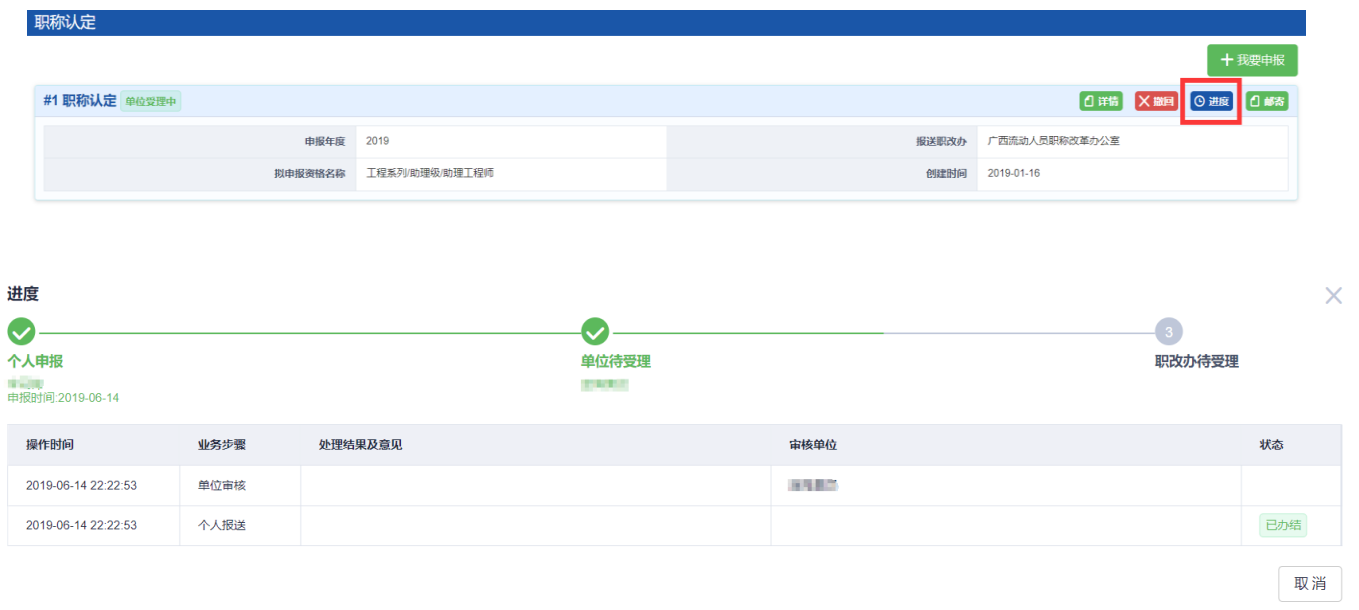 职称认定
我要申报
#1 职称认定 单位受理中 详情 撤回 进度 邮寄
申报年度 2019 报送职改办 广西流动人员职称改革办公室
拟申报资格名称 工程系列/助理级/助理工程师 创建时间 2019-01-16
进度
3
个人申报 单位待受理 职改办待受理
申报时间:2019-06-14
操作时间 业务步骤 处理结果及意见 审核单位 状态
2019-06-14 22:22:53 单位审核
2019-06-14 22:22:53 个人报送 已办结
取消